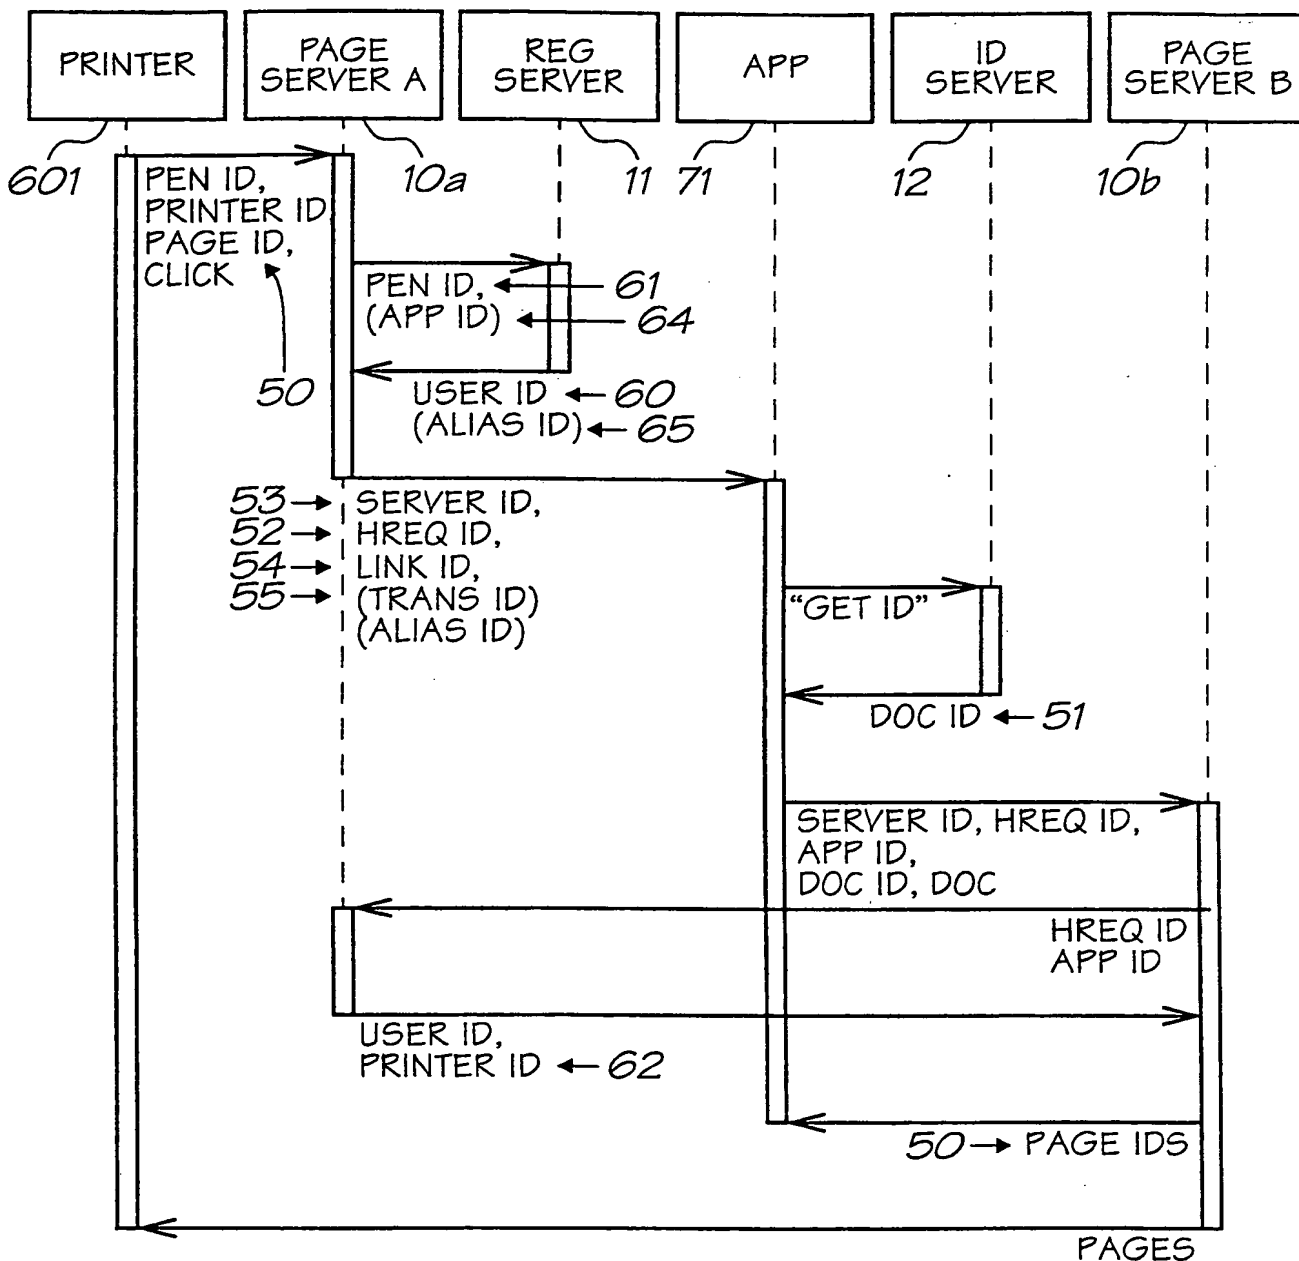 PRINTER
PAGE
SERVER A
REG
SERVER
APP
ID
SERVER
PAGE
SERVER B
601
10a
11
71
12
10b
PEN ID,
PRINTER ID
PAGE ID,
CLICK
50
PEN ID,
61
(APP ID)
64
USER ID
60
(ALIAS ID)
65
53
SERVER ID,
52
HREQ ID,
54
LINK ID,
55
(TRANS ID)
(ALIAS ID)
"GET ID"
DOC ID
51
SERVER ID, HREQ ID,
APP ID,
DOC ID, DOC
HREQ ID
APP ID
USER ID,
PRINTER ID
62
50
PAGE IDS
PAGES